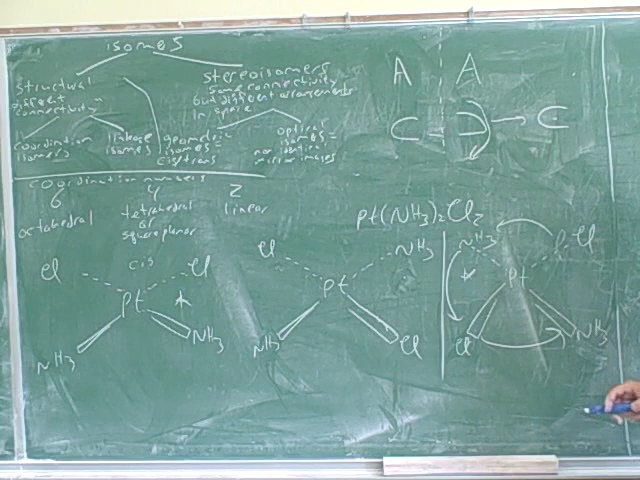 isomers
structural
different
connectivity
stereoisomers
same connectivity
but different arrangements
in space
coordination
isomers
linkage
isomers
geometric
isomers =
cis/trans
optical
isomers =
non identical
mirror images
coordination numbers
6
4
2
octahedral
tetrahedral
or
square planar
linear
A A
C
C
Pt(NH3)2Cl2
cis
Cl
Cl
Pt
NH3
NH3
Cl
NH3
Pt
NH3
Cl
NH3
Cl
Pt
Cl
NH3